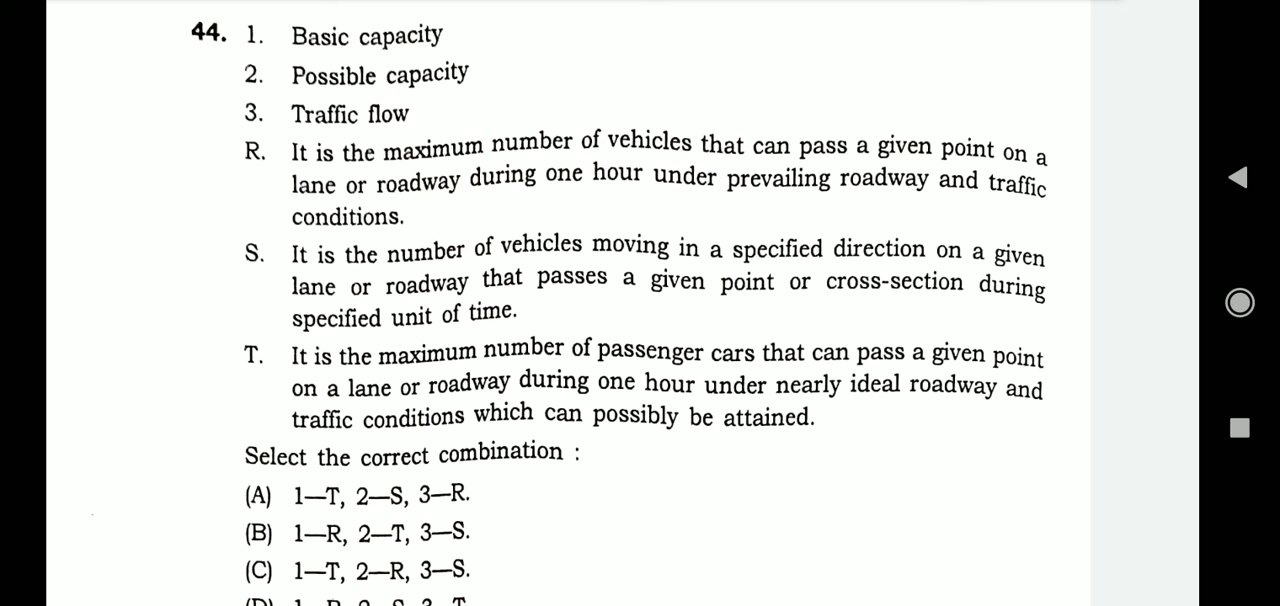 44. 1. Basic capacity
2. Possible capacity
3. Traffic flow
R. It is the maximum number of vehicles that can pass a given point on a
lane or roadway during one hour under prevailing roadway and traffic
conditions.
S. It is the number of vehicles moving in a specified direction on a given
lane or roadway that passes a given point or cross-section during
specified unit of time.
T. It is the maximum number of passenger cars that can pass a given point
on a lane or roadway during one hour under nearly ideal roadway and
traffic conditions which can possibly be attained.
Select the correct combination :
(A) 1—T, 2—S, 3—R.
(B) 1—R, 2—T, 3—S.
(C) 1—T, 2—R, 3—S.